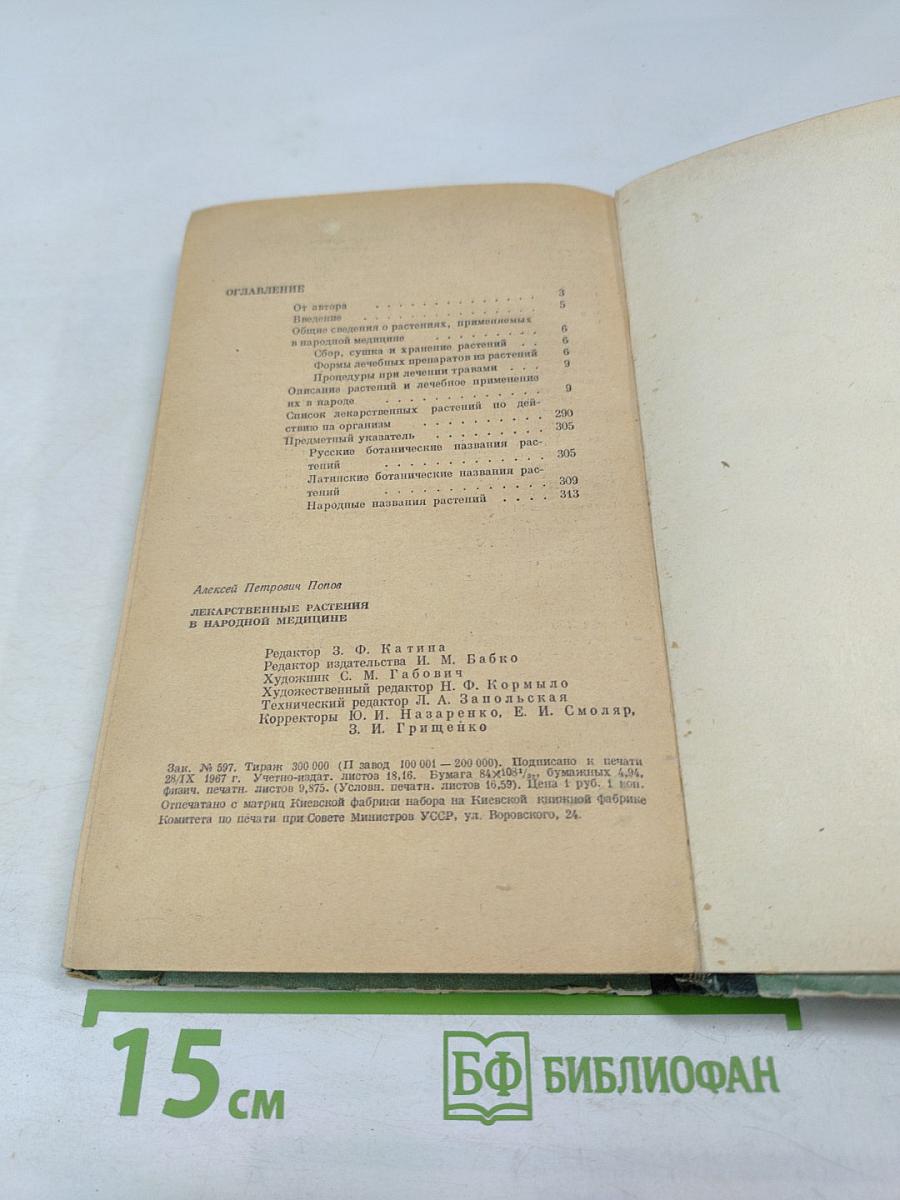 ОГЛАВЛЕНИЕ
От автора . . . . . . . . . . . . . . 3
Введение . . . . . . . . . . . . . . 5
Общие сведения о растениях, применяемых
в народной медицине . . . . . . . . . 6
Сбор, сушка и хранение растений . . 6
Формы лечебных препаратов из растений 6
Процедуры при лечении травами . . . 9
Описание растений и лечебное применение
их в народе . . . . . . . . . . . . . 9
Список лекарственных растений по дей-
ствию на организм . . . . . . . . . . 290
Предметный указатель . . . . . . . . 305
Русские ботанические названия рас-
тений . . . . . . . . . . . . 305
Латинские ботанические названия рас-
тений . . . . . . . . . . . . 309
Народные названия растений . . . . 313
Алексей Петрович Попов
ЛЕКАРСТВЕННЫЕ РАСТЕНИЯ
В НАРОДНОЙ МЕДИЦИНЕ
Редактор З. Ф. Катина
Редактор издательства И. М. Бабко
Художник С. М. Габович
Художественный редактор Н. Ф. Кормыло
Технический редактор Л. А. Запольская
Корректоры Ю. И. Назаренко, Е. И. Смоляр,
З. И. Грищенко
Зак. № 597. Тираж 300 000 (II завод 100 001 — 200 000). Подписано к печати
28/IX 1967 г. Учетно-издат. листов 18,16. Бумага 84×108¹/₃₂, бумажных 4,94,
физич. печатн. листов 9,875. (Условн. печатн. листов 16,59). Цена 1 руб. 1 коп.
Отпечатано с матриц Киевской фабрики набора на Киевской книжной фабрике
Комитета по печати при Совете Министров УССР, ул. Воровского, 24.
15 см
БФ БИБЛИОФАН